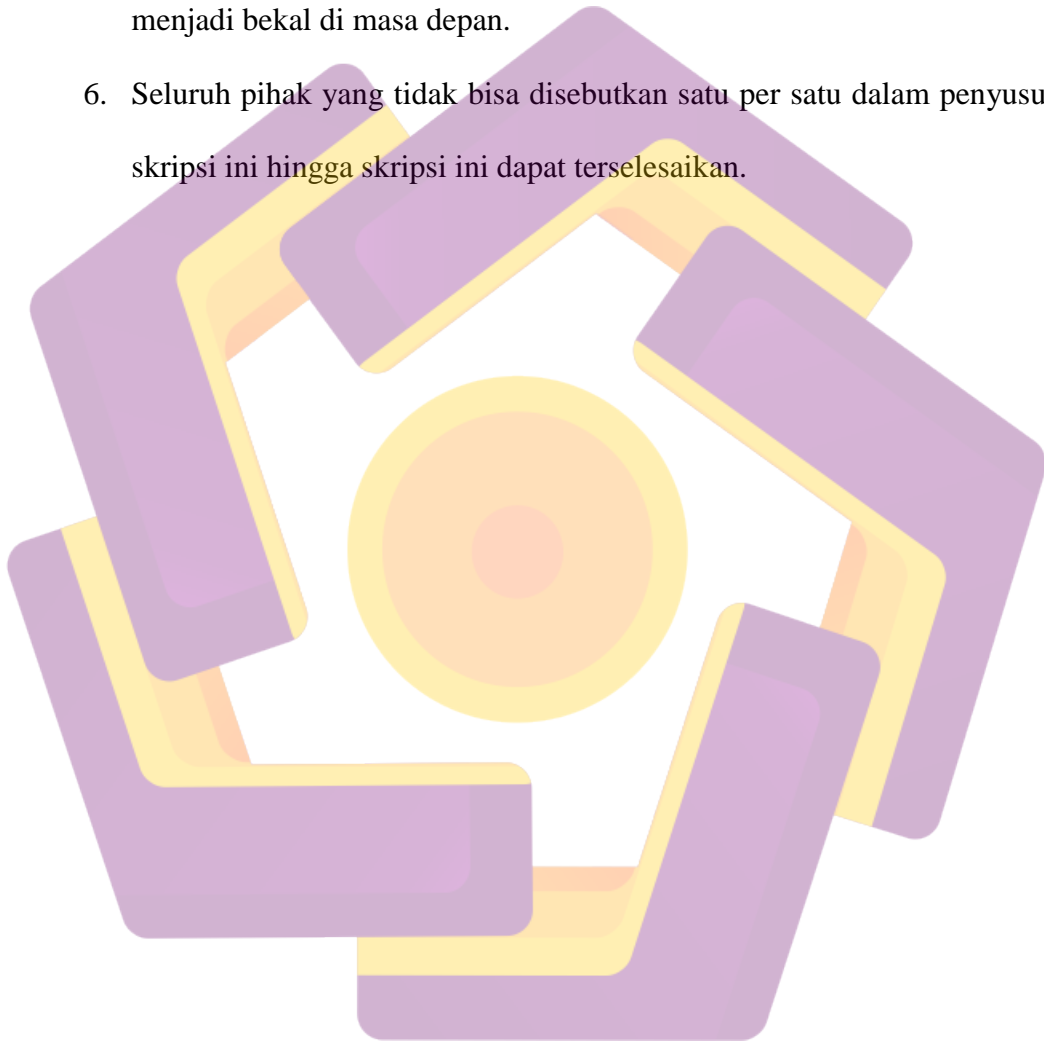 menjadi bekal di masa depan.
6. Seluruh pihak yang tidak bisa disebutkan satu per satu dalam penyusu
skripsi ini hingga skripsi ini dapat terselesaikan.